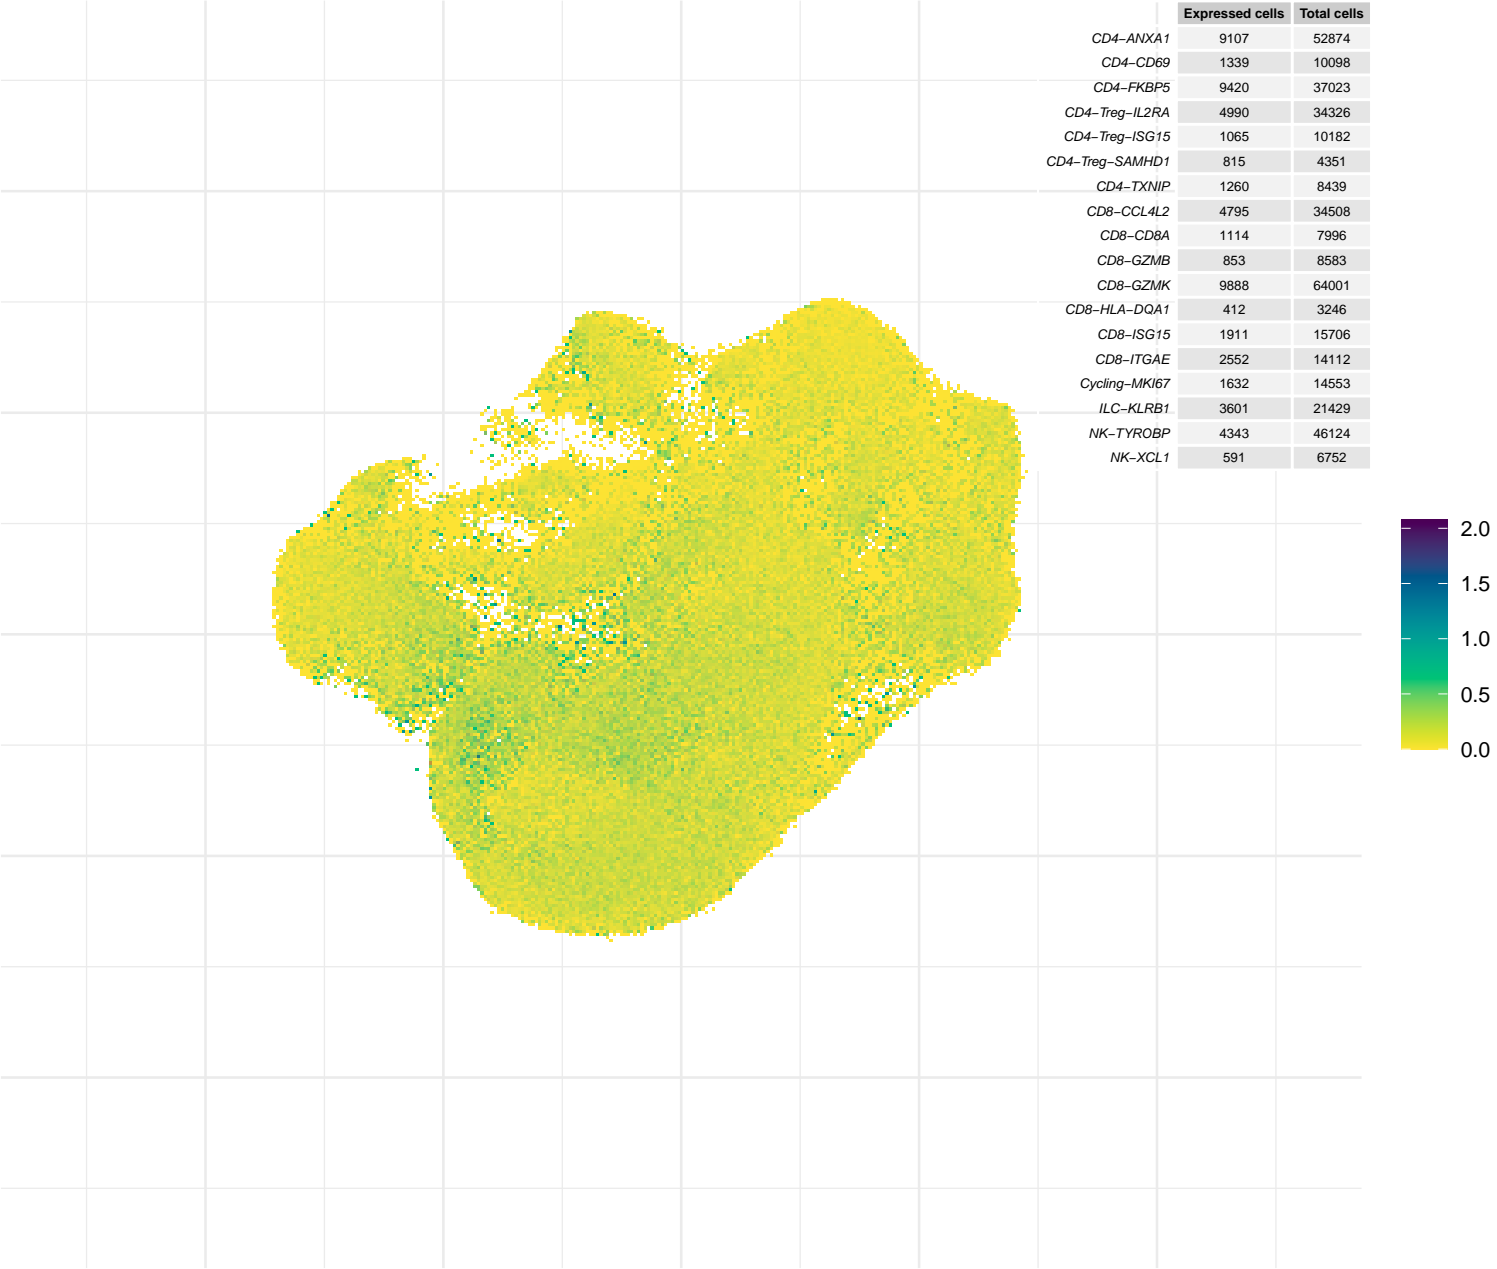 Expressed cells Total cells
CD4−ANXA1 9107 52874
CD4−CD69 1339 10098
CD4−FKBP5 9420 37023
CD4−Treg−IL2RA 4990 34326
CD4−Treg−ISG15 1065 10182
CD4−Treg−SAMHD1 815 4351
CD4−TXNIP 1260 8439
CD8−CCL4L2 4795 34508
CD8−CD8A 1114 7996
CD8−GZMB 853 8583
CD8−GZMK 9888 64001
CD8−HLA−DQA1 412 3246
CD8−ISG15 1911 15706
CD8−ITGAE 2552 14112
Cycling−MKI67 1632 14553
ILC−KLRB1 3601 21429
NK−TYROBP 4343 46124
NK−XCL1 591 6752
2.0
1.5
1.0
0.5
0.0